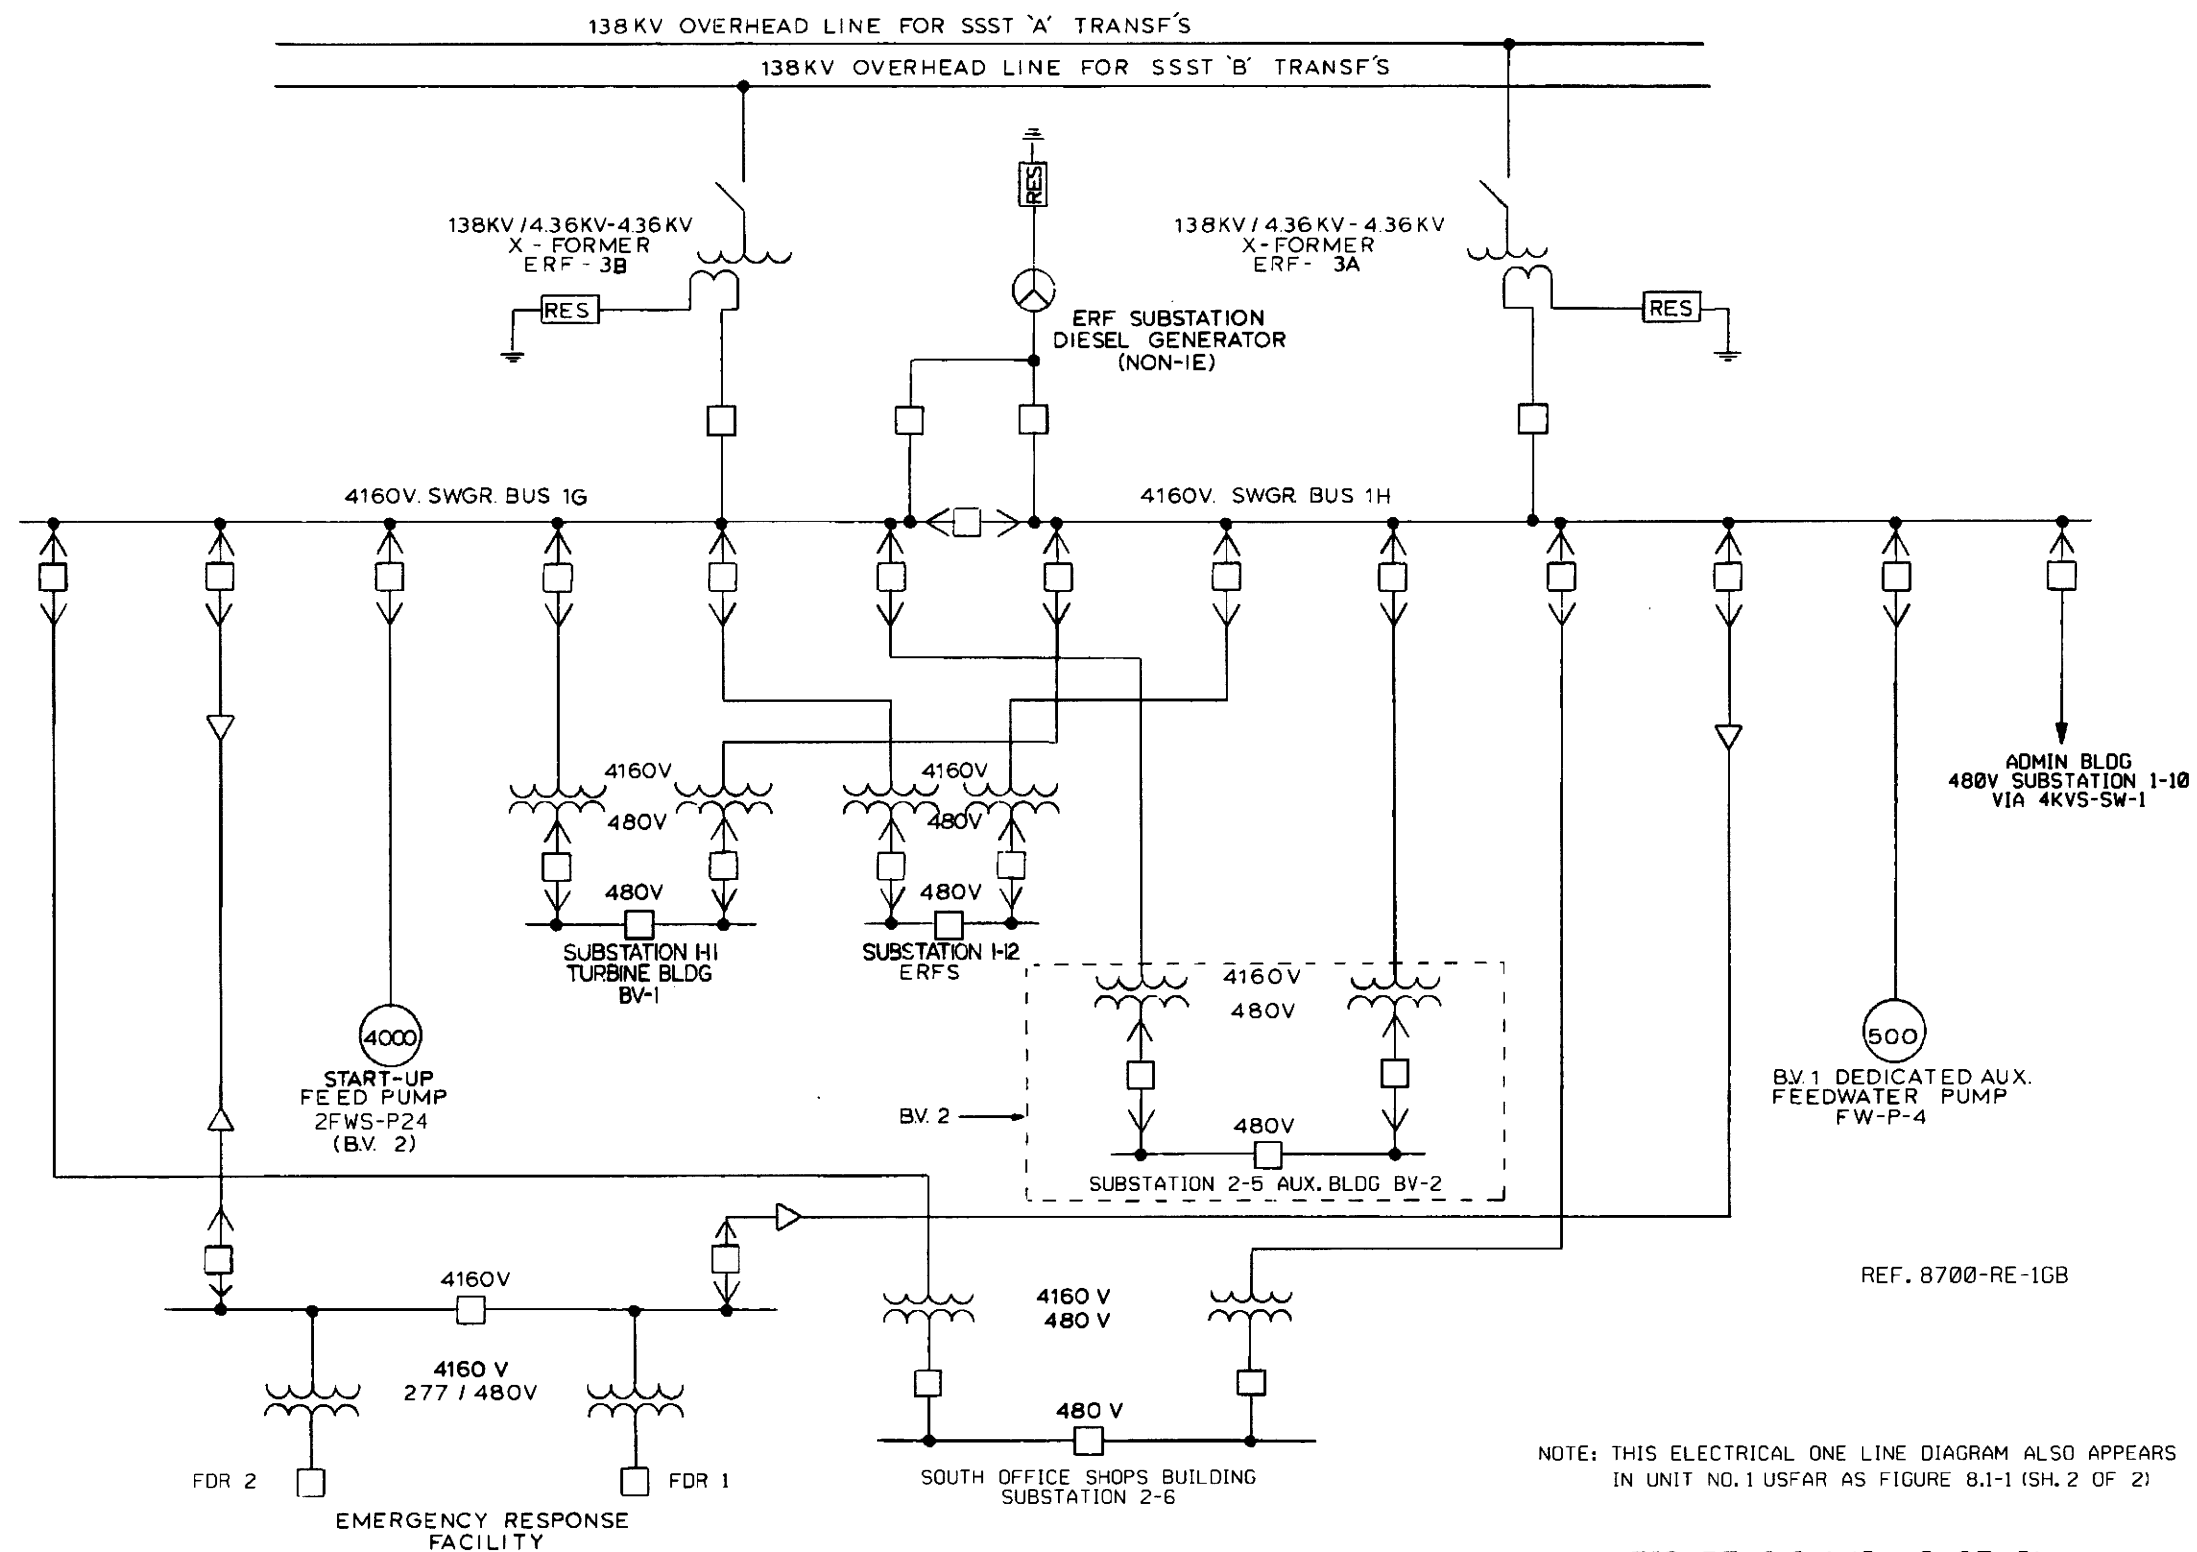 138KV OVERHEAD LINE FOR SSST 'A' TRANSF'S
138KV OVERHEAD LINE FOR SSST 'B' TRANSF'S
RES
138KV/4.36KV-4.36KV
X-FORMER
ERF-3B
RES
138KV/4.36KV-4.36KV
X-FORMER
ERF-3A
RES
ERF SUBSTATION
DIESEL GENERATOR
(NON-IE)
4160V. SWGR. BUS 1G
4160V. SWGR BUS 1H
4160V
480V
480V
SUBSTATION 1-11
TURBINE BLDG
BV-1
4160V
480V
480V
SUBSTATION 1-12
ERFS
ADMIN BLDG
480V SUBSTATION 1-10
VIA 4KVS-SW-1
4000
START-UP
FEED PUMP
2FWS-P24
(B.V. 2)
4160V
480V
B.V. 2
480V
SUBSTATION 2-5 AUX. BLDG BV-2
500
B.V. 1 DEDICATED AUX.
FEEDWATER PUMP
FW-P-4
4160V
4160 V
277 / 480V
FDR 2
FDR 1
EMERGENCY RESPONSE
FACILITY
4160 V
480 V
480 V
SOUTH OFFICE SHOPS BUILDING
SUBSTATION 2-6
REF. 8700-RE-1GB
NOTE: THIS ELECTRICAL ONE LINE DIAGRAM ALSO APPEARS
IN UNIT NO. 1 USFAR AS FIGURE 8.1-1 (SH. 2 OF 2)